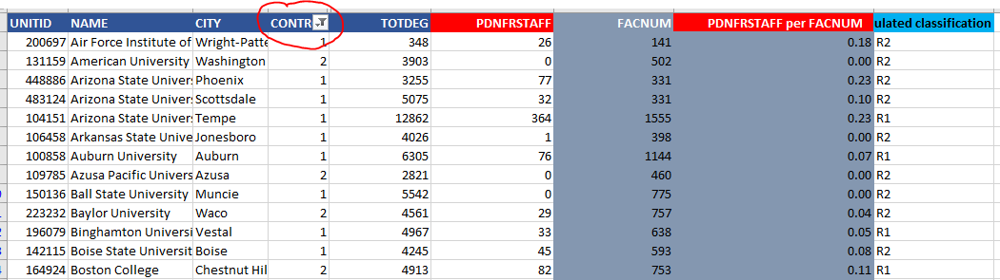 UNITID NAME CITY CONTR TOTDEG PDNFRSTAFF FACNUM PDNFRSTAFF per FACNUM ulated classification
200697 Air Force Institute of Wright-Patte 1 348 26 141 0.18 R2
131159 American University Washington 2 3903 0 502 0.00 R2
448886 Arizona State Univers Phoenix 1 3255 77 331 0.23 R2
483124 Arizona State Univers Scottsdale 1 5075 32 331 0.10 R2
104151 Arizona State Univers Tempe 1 12862 364 1555 0.23 R1
106458 Arkansas State Unive Jonesboro 1 4026 1 398 0.00 R2
100858 Auburn University Auburn 1 6305 76 1144 0.07 R1
109785 Azusa Pacific Univers Azusa 2 2821 0 460 0.00 R2
150136 Ball State University Muncie 1 5542 0 775 0.00 R2
223232 Baylor University Waco 2 4561 29 757 0.04 R2
196079 Binghamton Universi Vestal 1 4967 33 638 0.05 R1
142115 Boise State Universit Boise 1 4245 45 593 0.08 R2
164924 Boston College Chestnut Hil 2 4913 82 753 0.11 R1